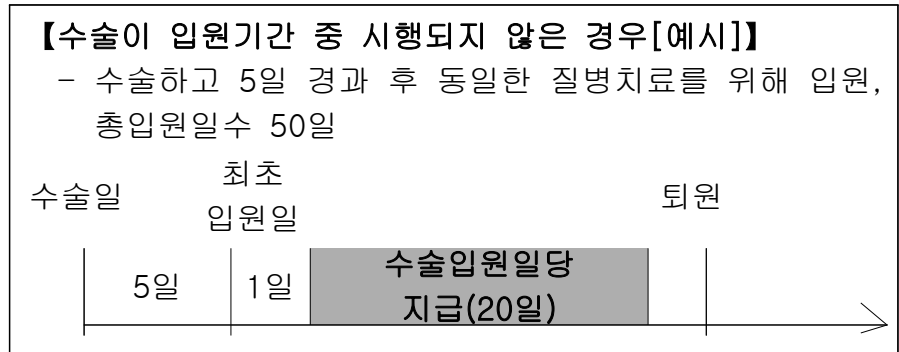 【수술이 입원기간 중 시행되지 않은 경우[예시]】
- 수술하고 5일 경과 후 동일한 질병치료를 위해 입원,
총입원일수 50일
수술일
최초
입원일
퇴원
5일
1일
수술입원일당
지급(20일)